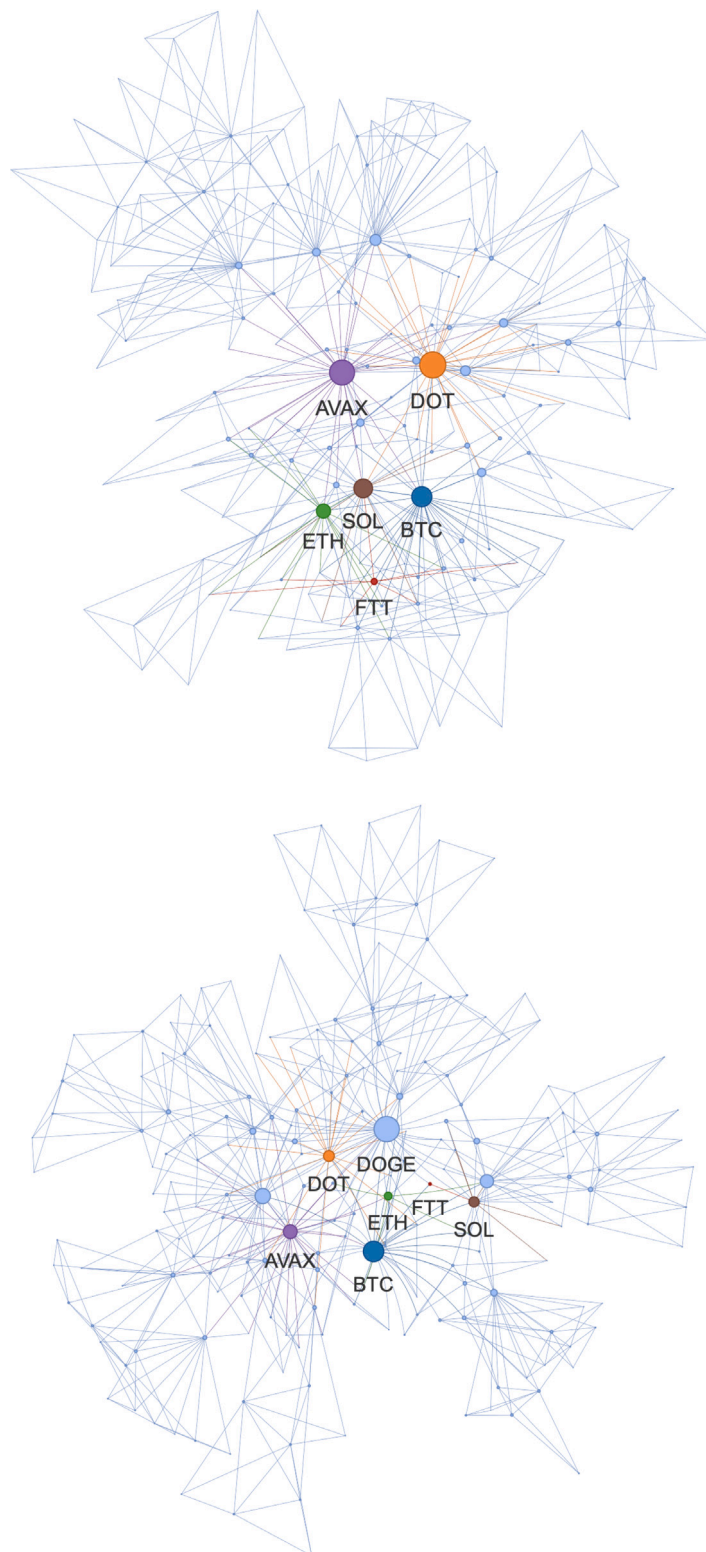 AVAX
DOT
SOL
BTC
ETH
FTT
DOGE
DOT
FTT
ETH
SOL
AVAX
BTC